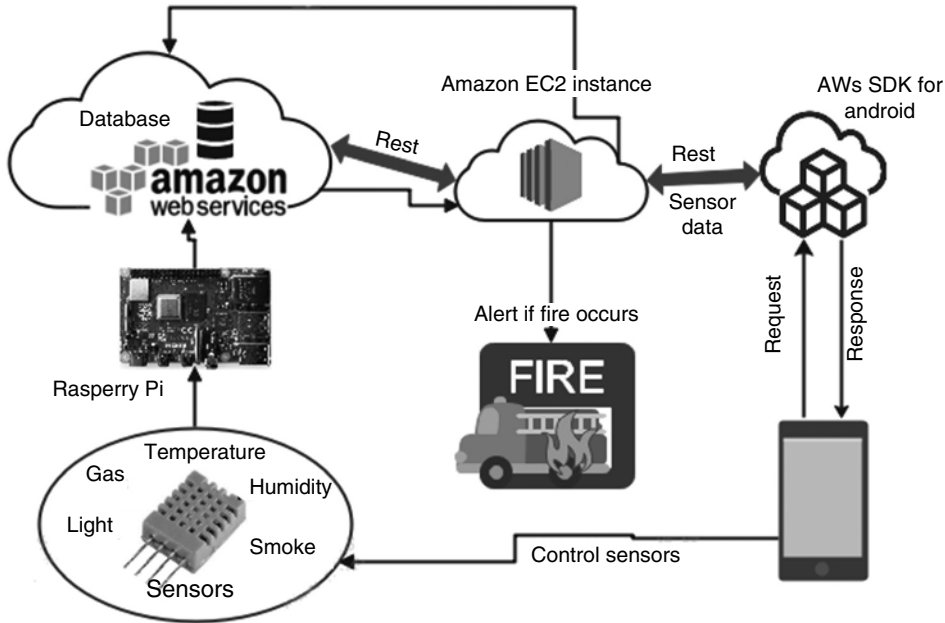 Amazon EC2 instance
AWs SDK for
android
Database
Rest
Rest
amazon
web services
Sensor
data
Request
Response
Alert if fire occurs
FIRE
Rasperry Pi
Temperature
Gas
Humidity
Light
Smoke
Sensors
Control sensors